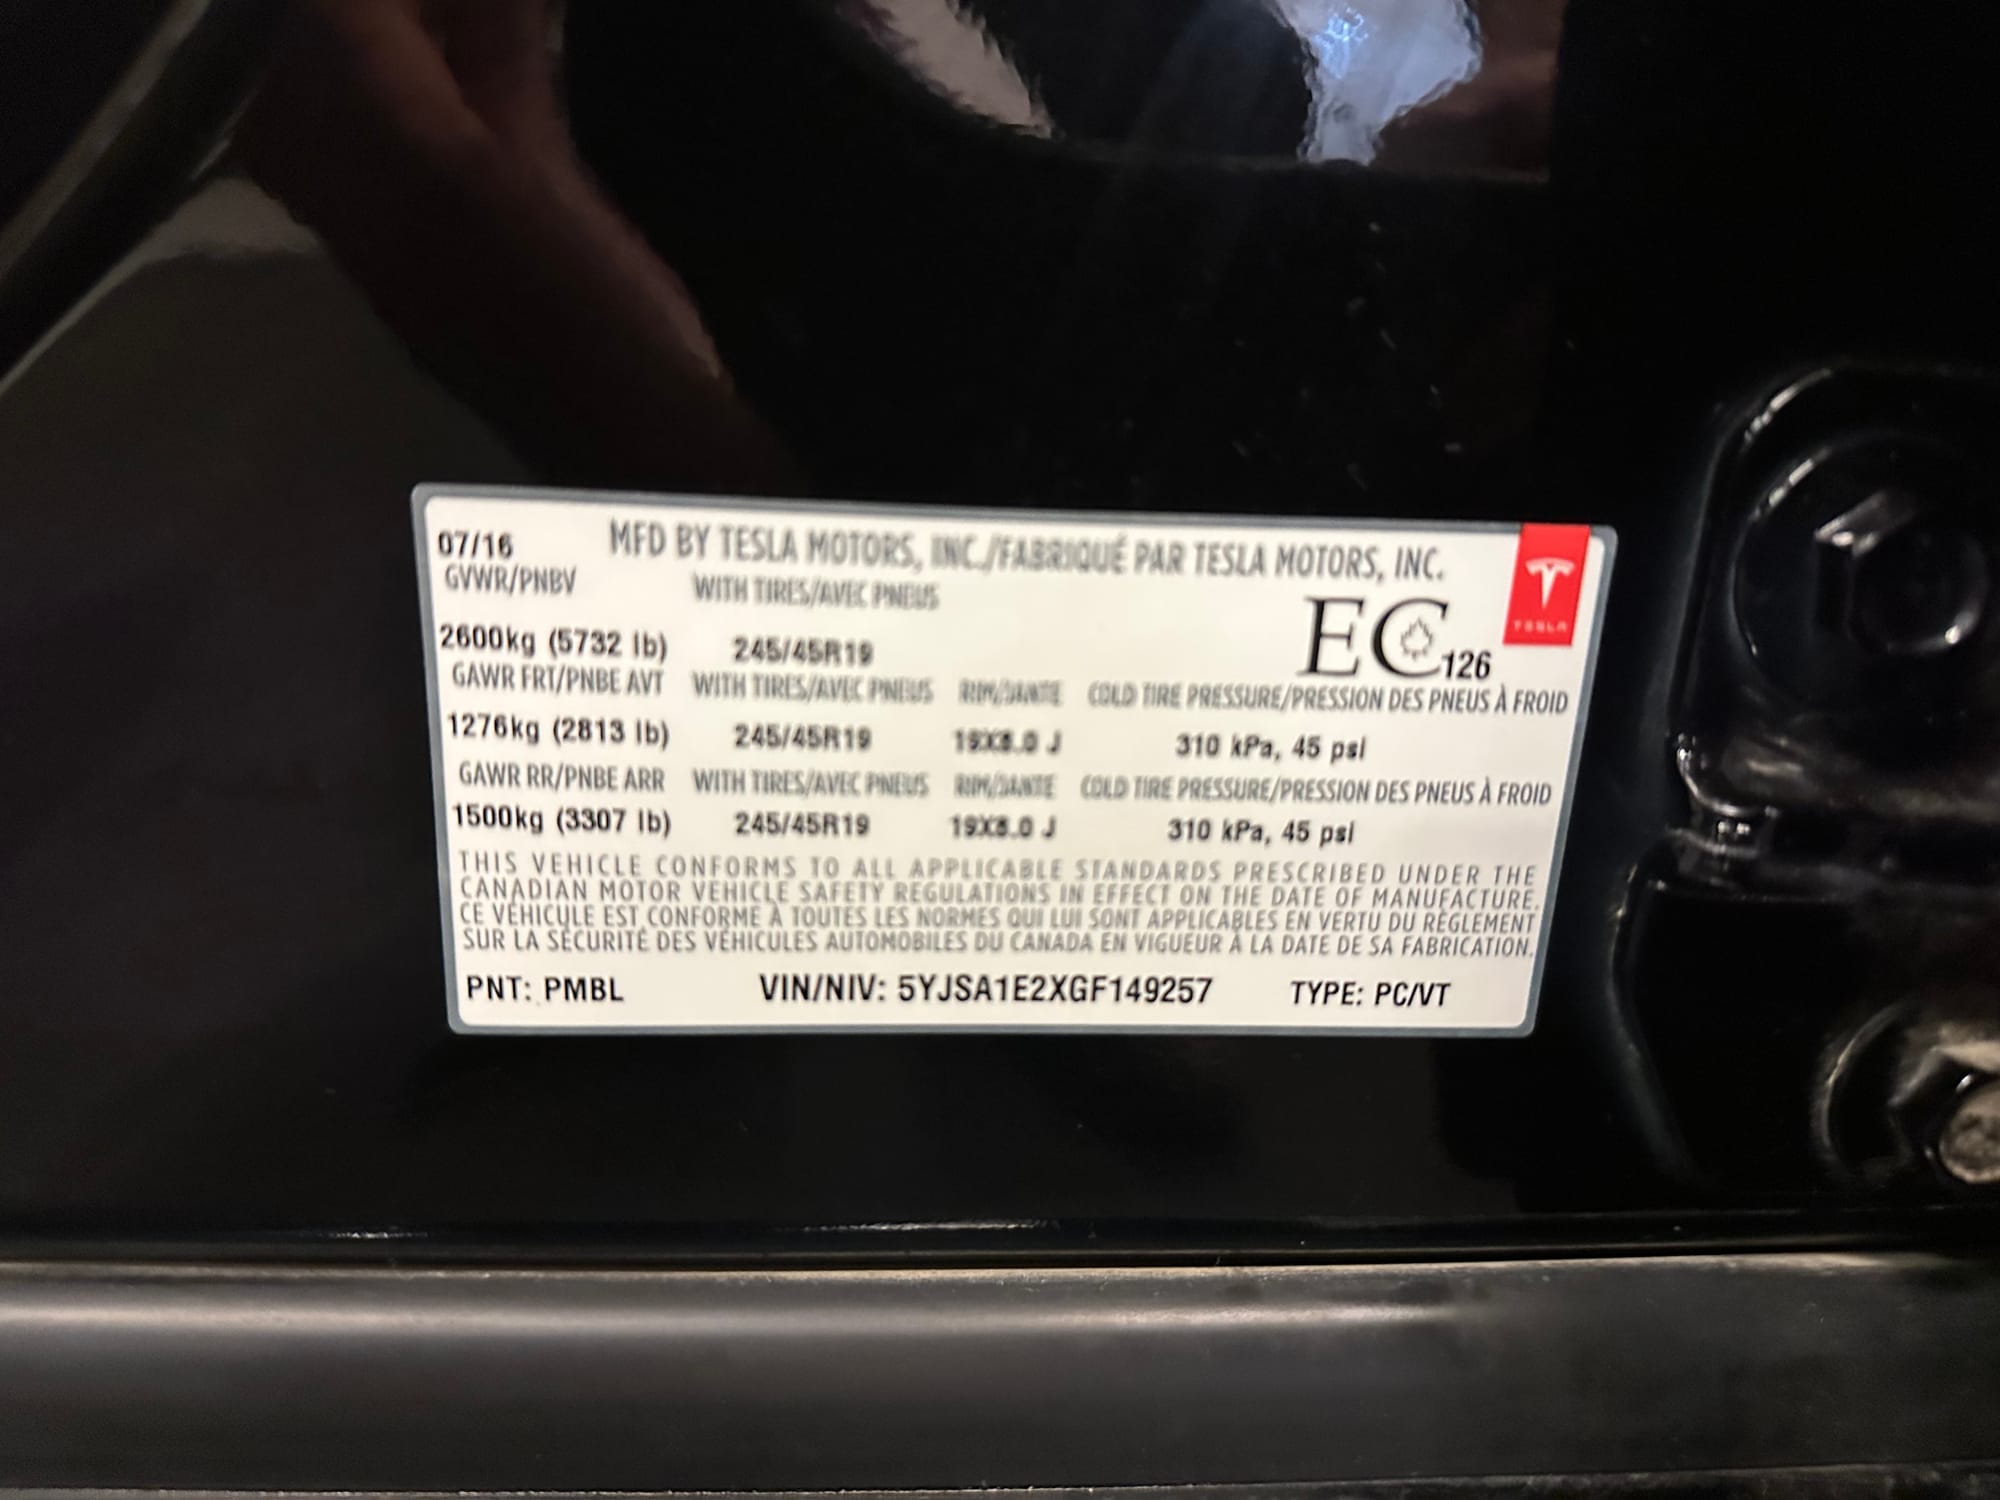 07/16 MFD BY TESLA MOTORS, INC./FABRIQUÉ PAR TESLA MOTORS, INC.
GVWR/PNBV WITH TIRES/AVEC PNEUS
TESLA
2600kg (5732 lb) 245/45R19 EC 126
GAWR FRT/PNBE AVT WITH TIRES/AVEC PNEUS RIM/JANTE COLD TIRE PRESSURE/PRESSION DES PNEUS À FROID
1276kg (2813 lb) 245/45R19 19X8.0 J 310 kPa, 45 psi
GAWR RR/PNBE ARR WITH TIRES/AVEC PNEUS RIM/JANTE COLD TIRE PRESSURE/PRESSION DES PNEUS À FROID
1500kg (3307 lb) 245/45R19 19X8.0 J 310 kPa, 45 psi
THIS VEHICLE CONFORMS TO ALL APPLICABLE STANDARDS PRESCRIBED UNDER THE
CANADIAN MOTOR VEHICLE SAFETY REGULATIONS IN EFFECT ON THE DATE OF MANUFACTURE.
CE VÉHICULE EST CONFORME À TOUTES LES NORMES QUI LUI SONT APPLICABLES EN VERTU DU RÈGLEMENT
SUR LA SÉCURITÉ DES VÉHICULES AUTOMOBILES DU CANADA EN VIGUEUR À LA DATE DE SA FABRICATION.
PNT: PMBL VIN/NIV: 5YJSA1E2XGF149257 TYPE: PC/VT